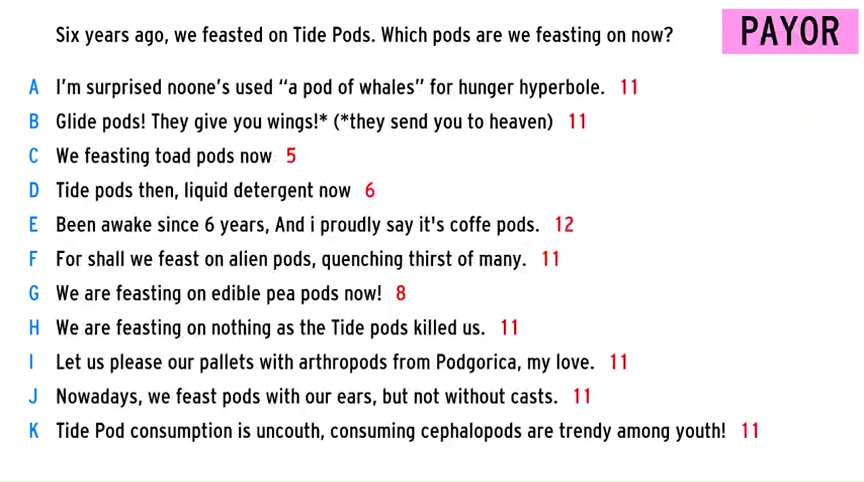 Six years ago, we feasted on Tide Pods. Which pods are we feasting on now?
PAYOR
A I'm surprised noone's used “a pod of whales” for hunger hyperbole. 11
B Glide pods! They give you wings!* (*they send you to heaven) 11
C We feasting toad pods now 5
D Tide pods then, liquid detergent now 6
E Been awake since 6 years, And i proudly say it's coffe pods. 12
F For shall we feast on alien pods, quenching thirst of many. 11
G We are feasting on edible pea pods now! 8
H We are feasting on nothing as the Tide pods killed us. 11
I Let us please our pallets with arthropods from Podgorica, my love. 11
J Nowadays, we feast pods with our ears, but not without casts. 11
K Tide Pod consumption is uncouth, consuming cephalopods are trendy among youth! 11